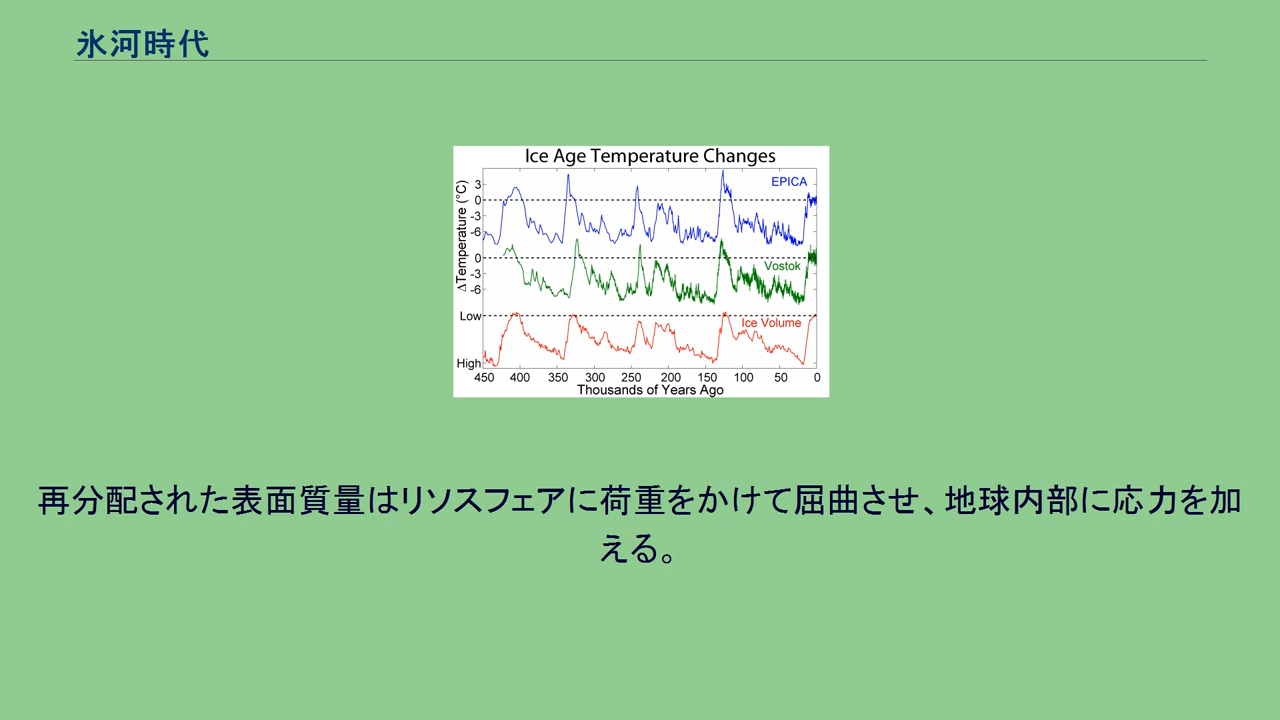 氷河時代
Ice Age Temperature Changes
EPICA
3
0
-3
-6
ΔTemperature (°C)
0
-3
-6
Vostok
Low
Ice Volume
High
450 400 350 300 250 200 150 100 50 0
Thousands of Years Ago
再分配された表面質量はリソスフェアに荷重をかけて屈曲させ、地球内部に応力を加
える。